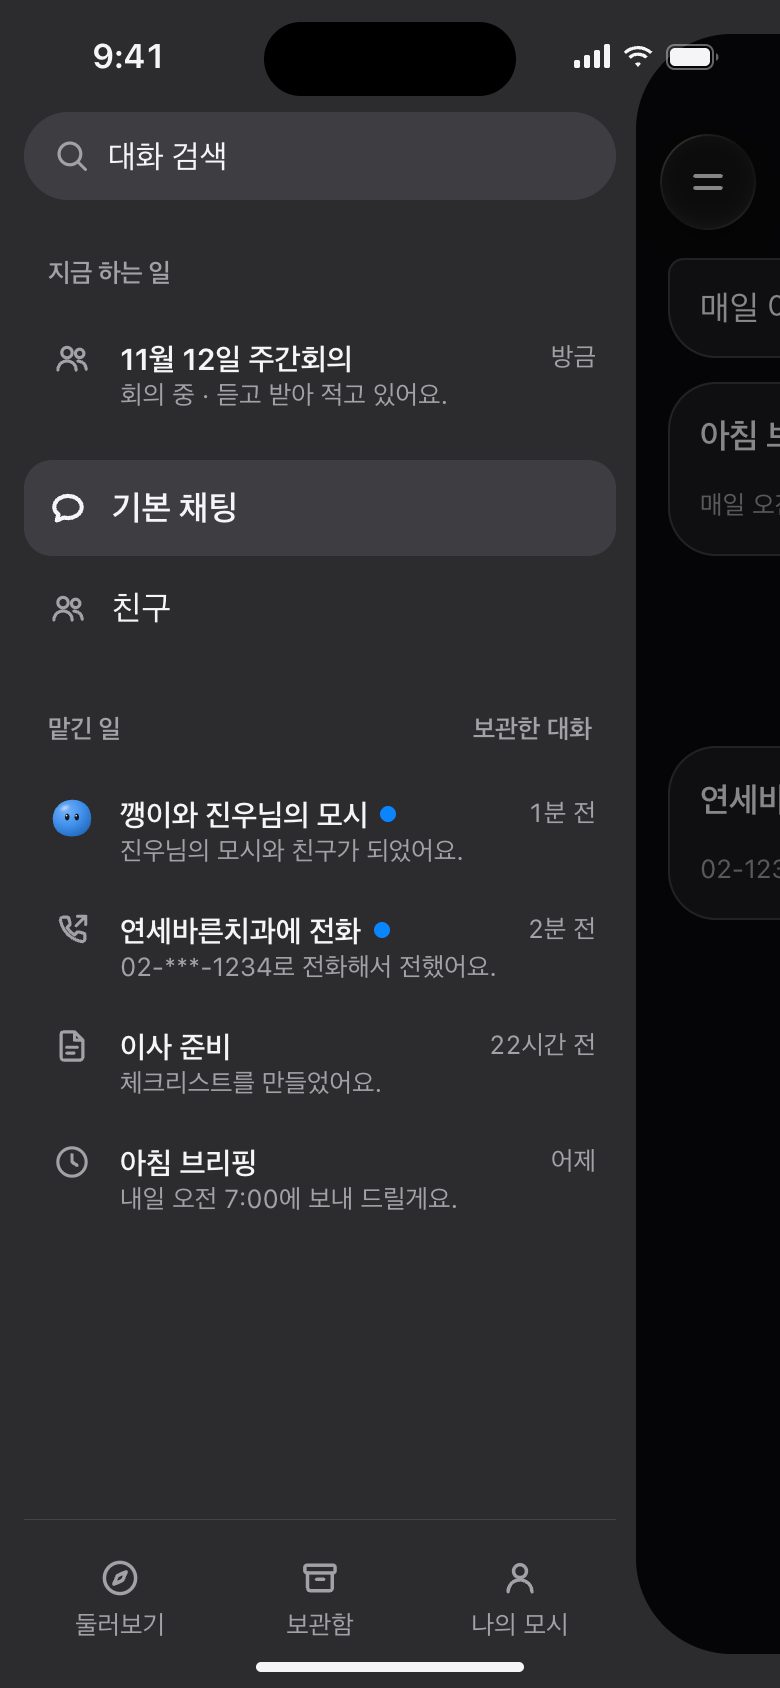 9:41
대화 검색
지금 하는 일
11월 12일 주간회의
방금
회의 중 · 듣고 받아 적고 있어요.
기본 채팅
친구
맡긴 일
보관한 대화
깽이와 진우님의 모시
1분 전
진우님의 모시와 친구가 되었어요.
연세바른치과에 전화
2분 전
02-***-1234로 전화해서 전했어요.
이사 준비
22시간 전
체크리스트를 만들었어요.
아침 브리핑
어제
내일 오전 7:00에 보내 드릴게요.
둘러보기
보관함
나의 모시
매일
아침
매일
연세
02-123